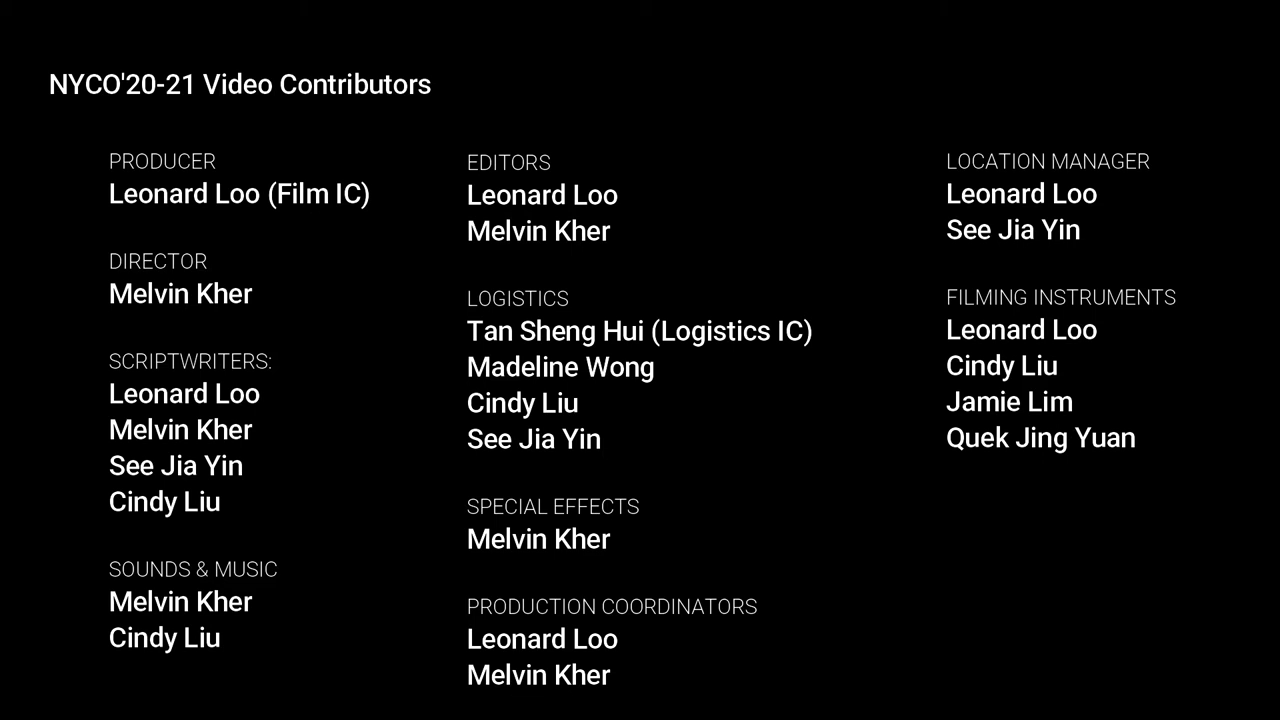 NYCO'20-21 Video Contributors
PRODUCER
Leonard Loo (Film IC)
DIRECTOR
Melvin Kher
SCRIPTWRITERS:
Leonard Loo
Melvin Kher
See Jia Yin
Cindy Liu
SOUNDS & MUSIC
Melvin Kher
Cindy Liu
EDITORS
Leonard Loo
Melvin Kher
LOGISTICS
Tan Sheng Hui (Logistics IC)
Madeline Wong
Cindy Liu
See Jia Yin
SPECIAL EFFECTS
Melvin Kher
PRODUCTION COORDINATORS
Leonard Loo
Melvin Kher
LOCATION MANAGER
Leonard Loo
See Jia Yin
FILMING INSTRUMENTS
Leonard Loo
Cindy Liu
Jamie Lim
Quek Jing Yuan